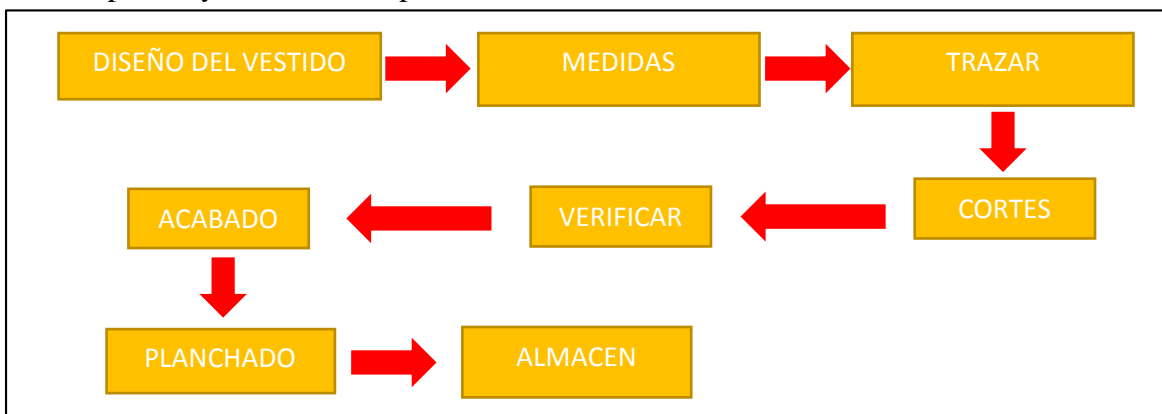 DISEÑO DEL VESTIDO
MEDIDAS
TRAZAR
CORTES
VERIFICAR
ACABADO
PLANCHADO
ALMACEN